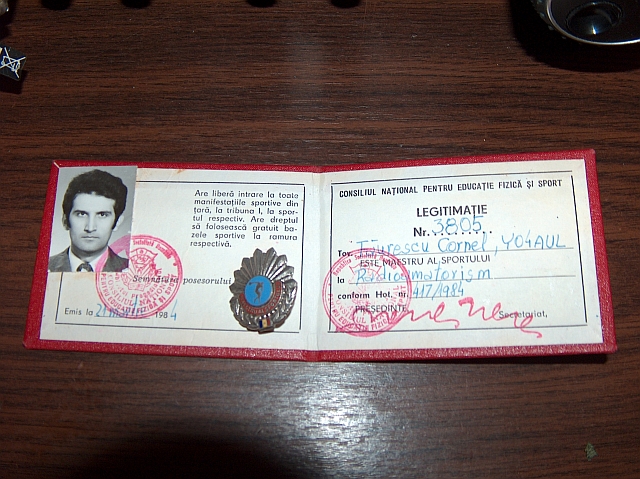 Are liberă intrare la toate
manifestațiile sportive din
țară, la tribuna I, la spor-
tul respectiv. Are dreptul
să folosească gratuit ba-
zele sportive la ramura
respectivă.
Semnătura posesorului
Emis la 21 1984
CONSILIUL NAȚIONAL PENTRU EDUCAȚIE FIZICĂ ȘI SPORT
LEGITIMAȚIE
Nr. 3805
Tov. Țurescu Cornel, YO4AUL
ESTE MAESTRU AL SPORTULUI
la Radioamatorism
conform Hot. nr. 417/1984
PREȘEDINTE, Secretariat,